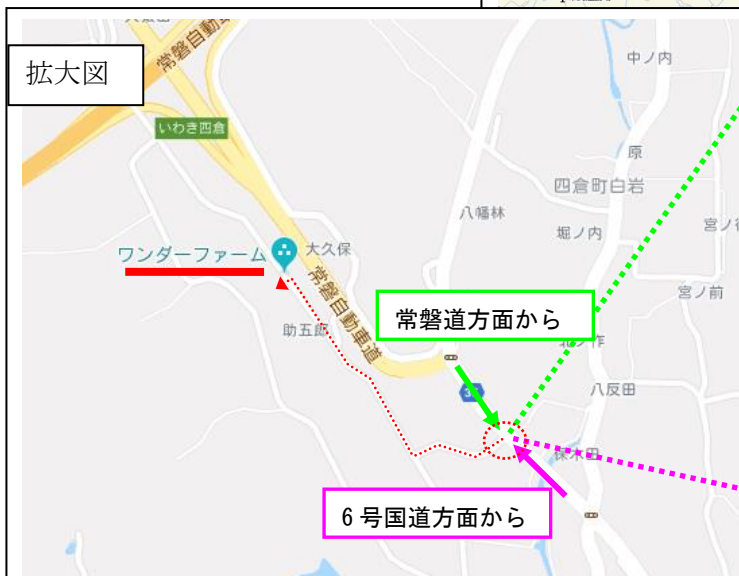 拡大図
常磐自動車
いわき四倉
中ノ内
原
四倉町白岩
八幡林
堀ノ内
宮ノ前
ワンダーファーム
大久保
常磐自動車道
助五郎
常磐道方面から
八反田
保木田
6号国道方面から